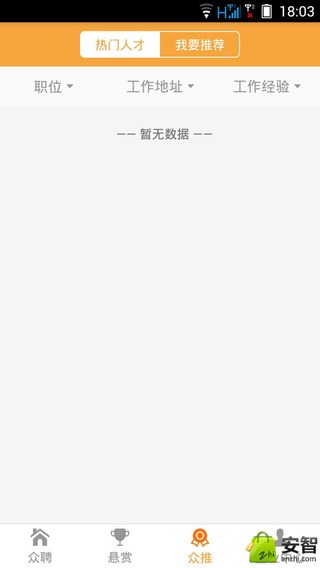 18:03
热门人才 我要推荐
职位 工作地址 工作经验
—— 暂无数据 ——
众聘 悬赏 众推
安智
anzhi.com